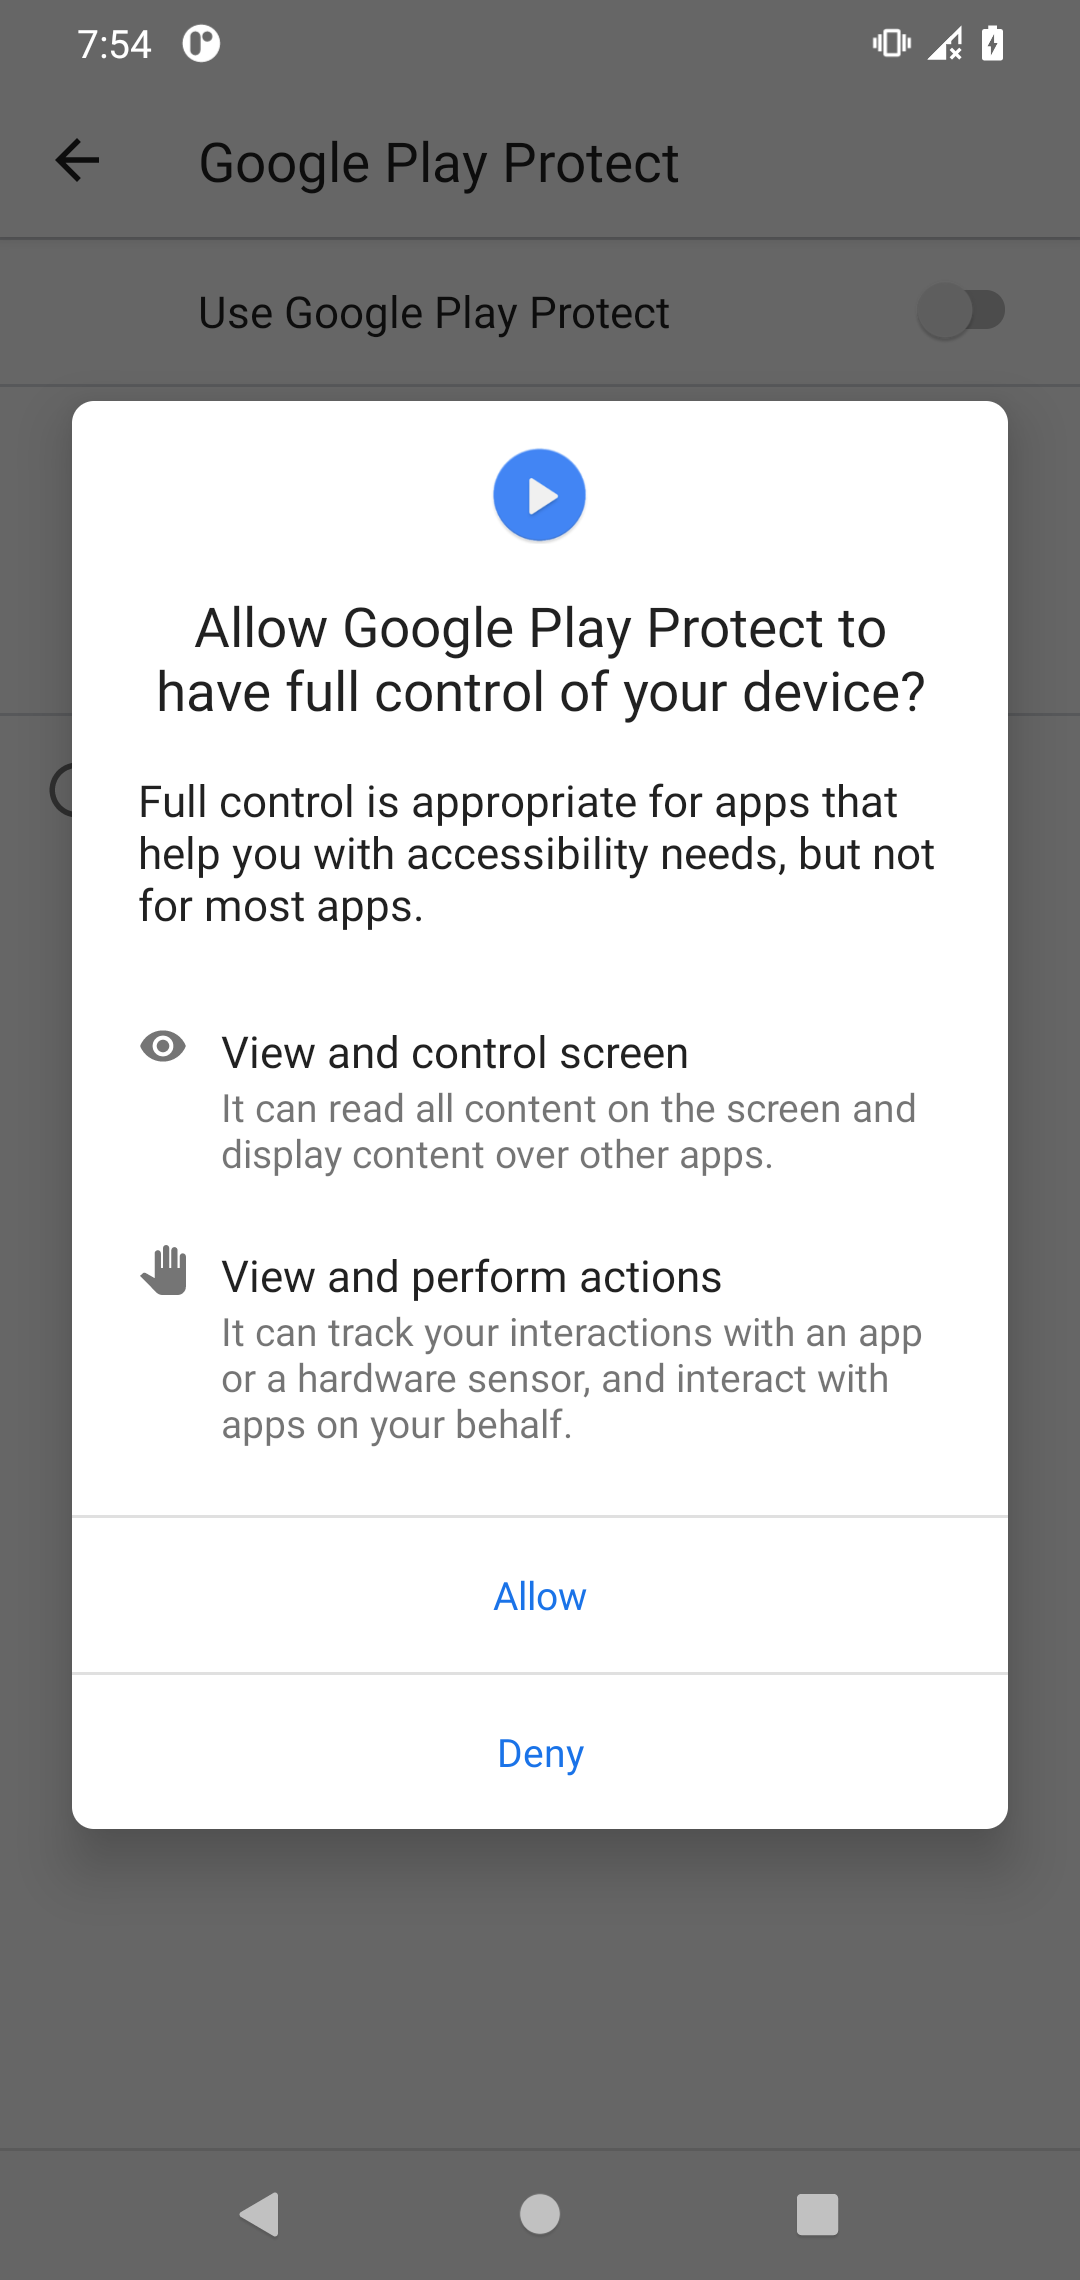 7:54
Google Play Protect
Use Google Play Protect
Allow Google Play Protect to
have full control of your device?
Full control is appropriate for apps that
help you with accessibility needs, but not
for most apps.
View and control screen
It can read all content on the screen and
display content over other apps.
View and perform actions
It can track your interactions with an app
or a hardware sensor, and interact with
apps on your behalf.
Allow
Deny